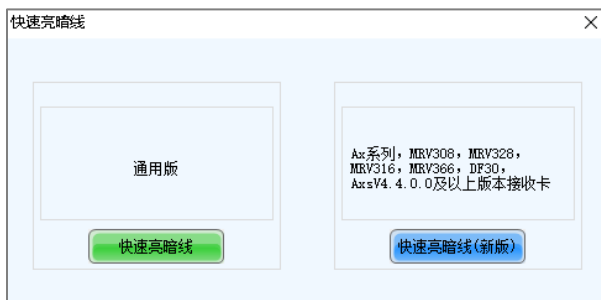 快速亮暗线
通用版
快速亮暗线
Ax系列，MRV308，MRV328，
MRV316，MRV366，DF30，
AxsV4.4.0.0及以上版本接收卡
快速亮暗线(新版)